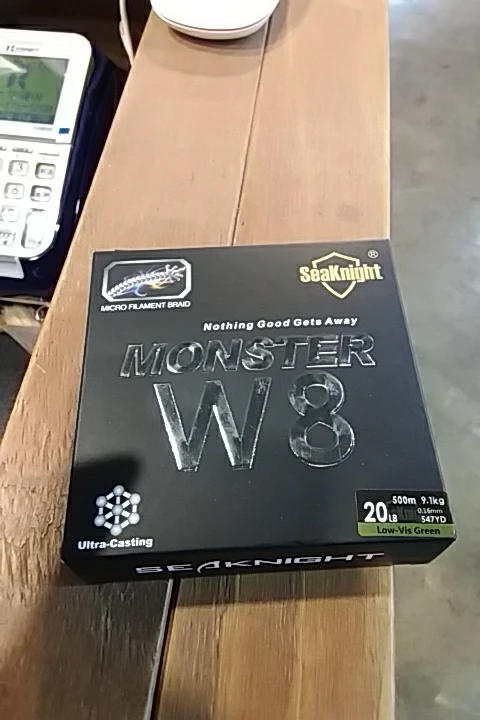 SeaKnight®
MICRO FILAMENT BRAID
Nothing Good Gets Away
MONSTER
W8
500m 9.1kg
20LB 0.16mm
547YD
Low-Vis Green
Ultra-Casting
SEAKNIGHT